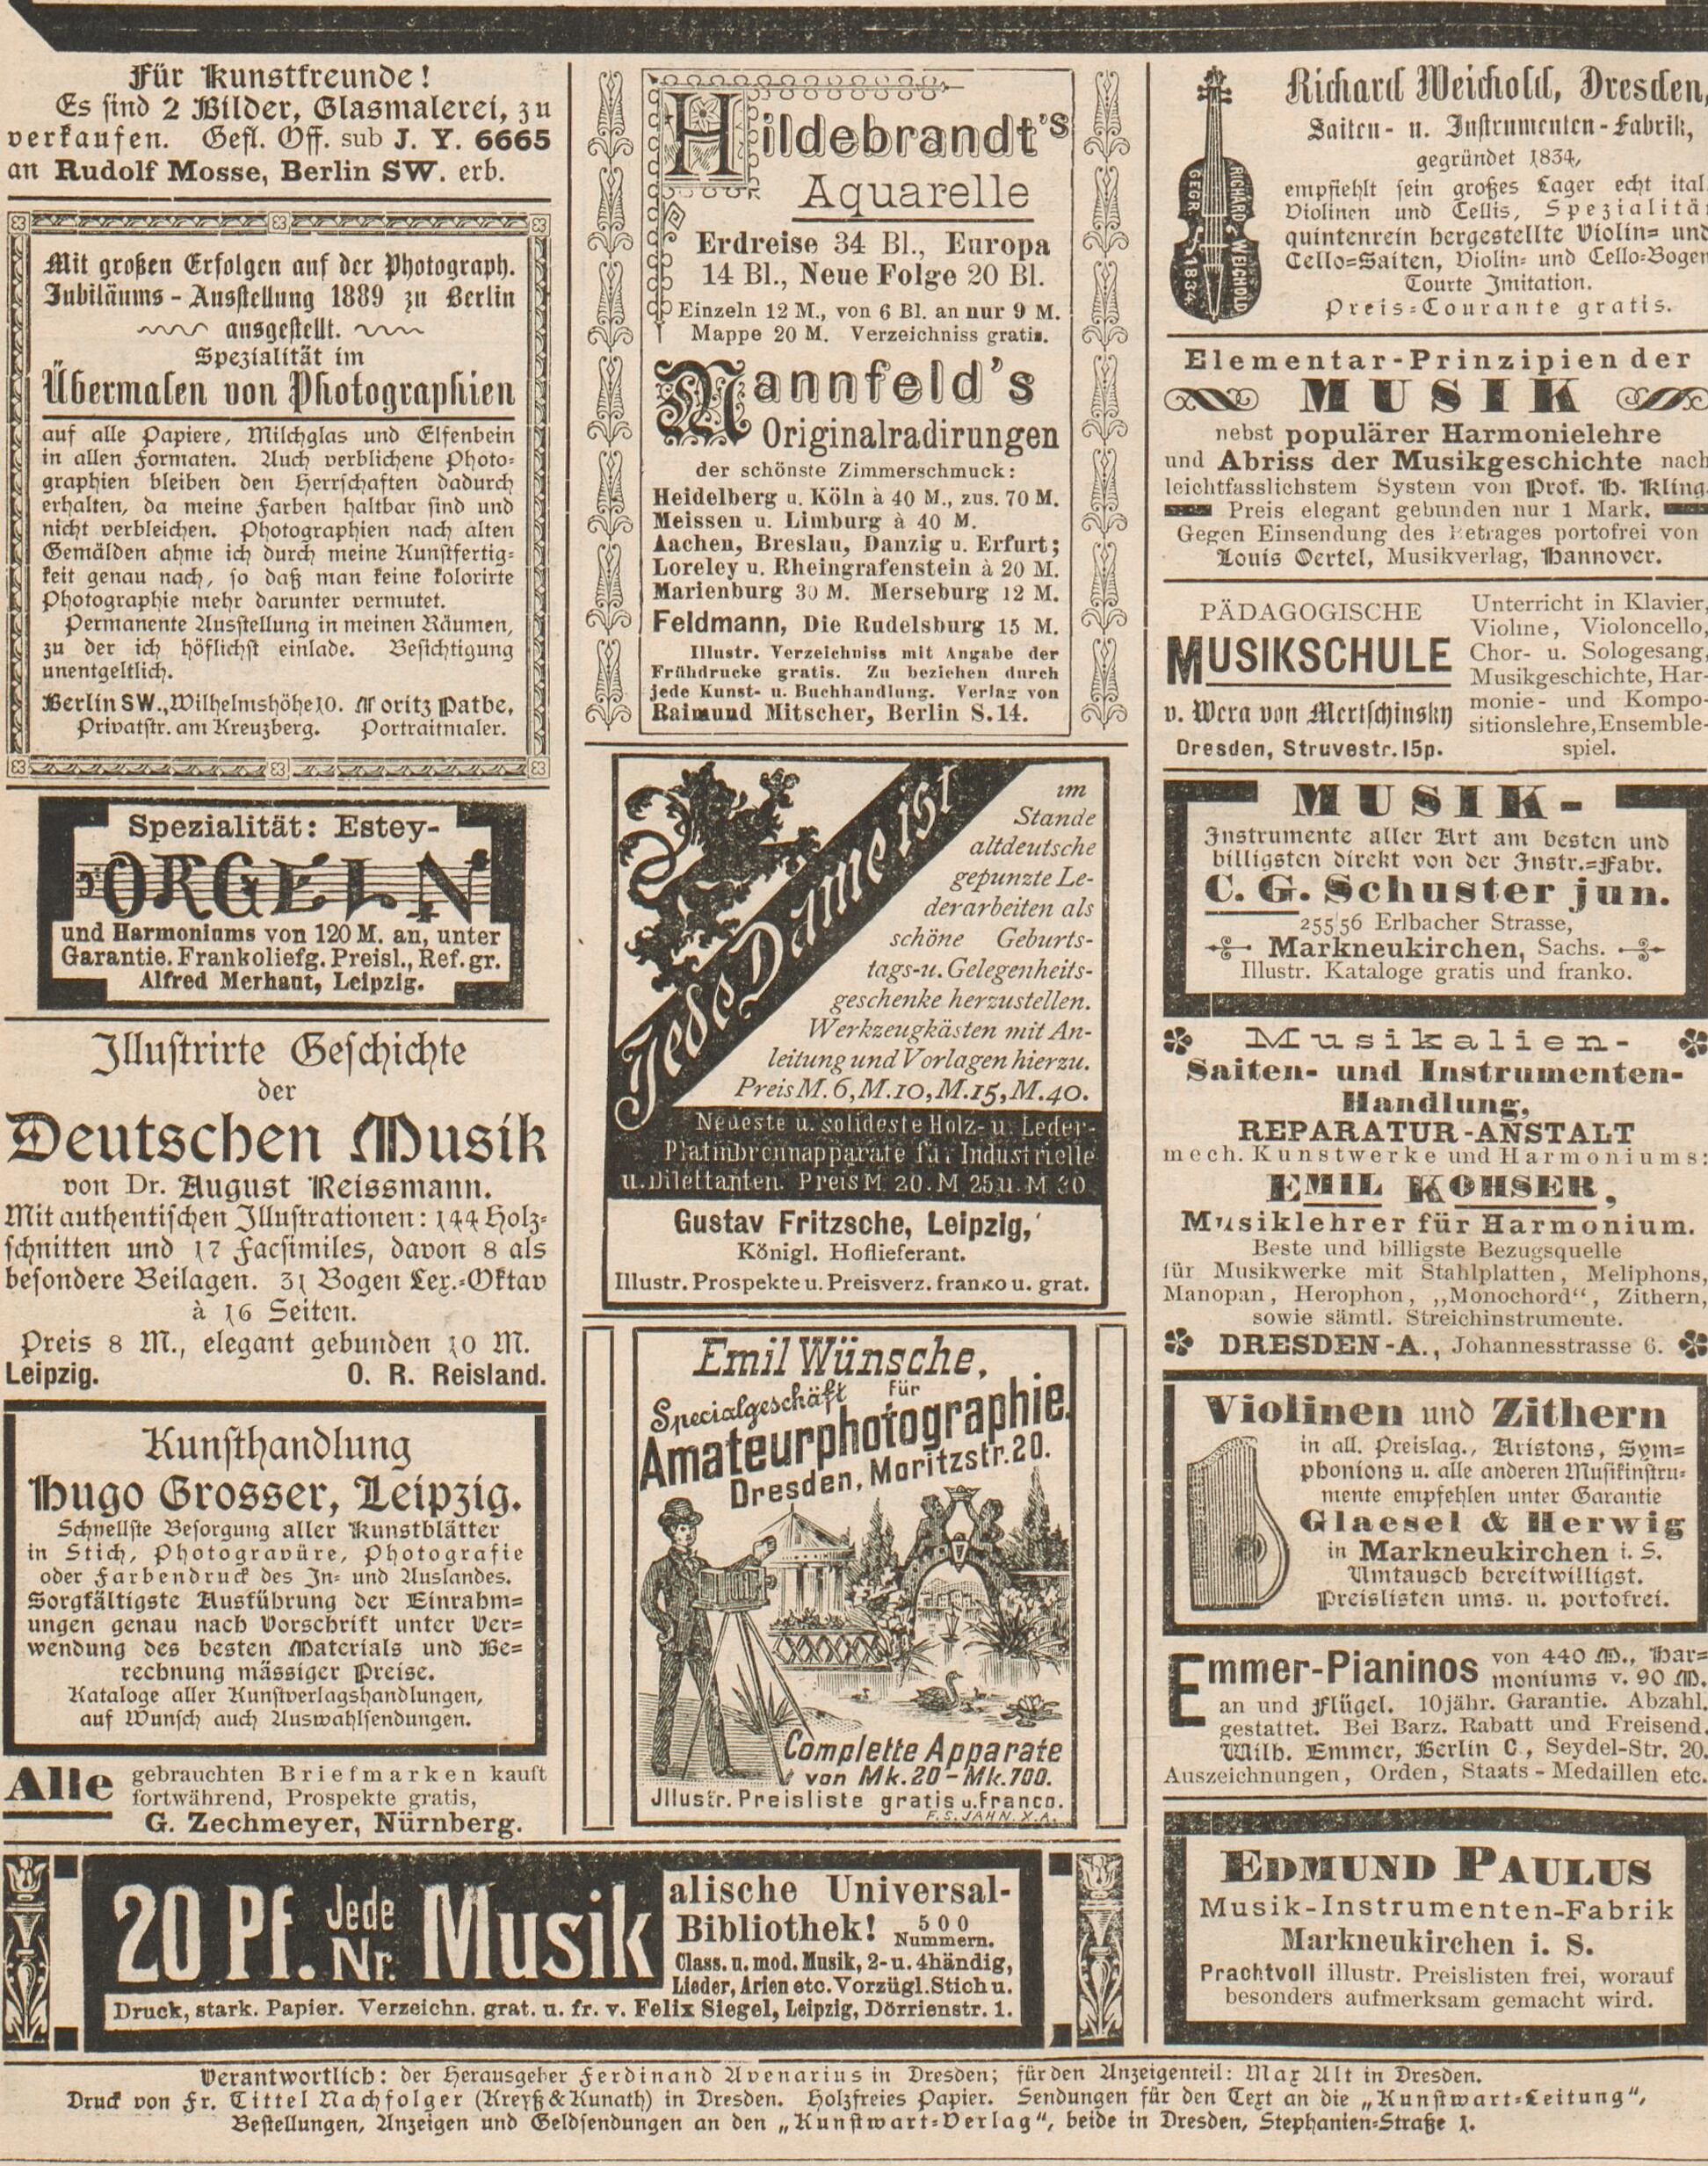 Für Kunstfreunde!
Es sind 2 Bilder, Glasmalerei, zu
verkaufen. Gefl. Off. sub J. Y. 6665
an Rudolf Mosse, Berlin SW. erb.
Mit großen Erfolgen auf der Photograph.
Jubiläums-Ausstellung 1889 zu Berlin
ausgestellt.
Spezialität im
Übermalen von Photographien
auf alle Papiere, Milchglas und Elfenbein
in allen Formaten. Auch verblichene Photo-
graphien bleiben den Herrschaften dadurch
erhalten, da meine Farben haltbar sind und
nicht verbleichen. Photographien nach alten
Gemälden ahme ich durch meine Kunstfertig-
keit genau nach, so daß man keine kolorirte
Photographie mehr darunter vermutet.
Permanente Ausstellung in meinen Räumen,
zu der ich höflichst einlade. Besichtigung
unentgeltlich.
Berlin SW., Wilhelmshöhe 10. Moritz Patbe,
Privatstr. am Kreuzberg. Portraitmaler.
Spezialität: Estey-
ORGELN
und Harmoniums von 120 M. an, unter
Garantie. Frankoliefg. Preisl., Ref. gr.
Alfred Merhaut, Leipzig.
Illustrirte Geschichte
der
Deutschen Musik
von Dr. August Reissmann.
Mit authentischen Illustrationen: 144 Holz-
schnitten und 17 Facsimiles, davon 8 als
besondere Beilagen. 31 Bogen Lex.-Oktav
à 16 Seiten.
Preis 8 M., elegant gebunden 10 M.
Leipzig. O. R. Reisland.
Kunsthandlung
Hugo Grosser, Leipzig.
Schnellste Besorgung aller Kunstblätter
in Stich, Photogravüre, Photografie
oder Farbendruck des In- und Auslandes.
Sorgfältigste Ausführung der Einrahm-
ungen genau nach Vorschrift unter Ver-
wendung des besten Materials und Be-
rechnung mässiger Preise.
Kataloge aller Kunstverlagshandlungen,
auf Wunsch auch Auswahlsendungen.
Alle gebrauchten Briefmarken kauft
fortwährend, Prospekte gratis,
G. Zechmeyer, Nürnberg.
Hildebrandt's
Aquarelle
Erdreise 34 Bl., Europa
14 Bl., Neue Folge 20 Bl.
Einzeln 12 M., von 6 Bl. an nur 9 M.
Mappe 20 M. Verzeichniss gratis.
Mannfeld's
Originalradirungen
der schönste Zimmerschmuck:
Heidelberg u. Köln à 40 M., zus. 70 M.
Meissen u. Limburg à 40 M.
Aachen, Breslau, Danzig u. Erfurt;
Loreley u. Rheingrafenstein à 20 M.
Marienburg 30 M. Merseburg 12 M.
Feldmann, Die Rudelsburg 15 M.
Illustr. Verzeichniss mit Angabe der
Frühdrucke gratis. Zu beziehen durch
jede Kunst- u. Buchhandlung. Verlag von
Raimund Mitscher, Berlin S. 14.
Jede Dame ist
im
Stande
altdeutsche
gepunzte Le-
derarbeiten als
schöne Geburts-
tags-u. Gelegenheits-
geschenke herzustellen.
Werkzeugkästen mit An-
leitung und Vorlagen hierzu.
Preis M. 6, M. 10, M. 15, M. 40.
Neueste u. solideste Holz- u. Leder-
Platinbrennapparate für Industrielle
u. Dilettanten. Preis M. 20. M. 25 u. M 30
Gustav Fritzsche, Leipzig,
Königl. Hoflieferant.
Illustr. Prospekte u. Preisverz. franko u. grat.
Emil Wünsche,
Specialgeschäft für
Amateurphotographie.
Dresden, Moritzstr. 20.
Complette Apparate
von Mk. 20 – Mk. 700.
Jllustr. Preisliste gratis u. franco.
F. S. JAHN. X.A.
Richard Weichold, Dresden,
Saiten- u. Instrumenten-Fabrik,
gegründet 1834,
empfiehlt sein großes Lager echt ital.
Violinen und Cellis, Spezialität
quintenrein hergestellte Violin- und
Cello-Saiten, Violin- und Cello-Bogen
Tourte Imitation.
Preis-Courante gratis.
RICHARD WEICHOLD
GEGR. 1834
Elementar-Prinzipien der
MUSIK
nebst populärer Harmonielehre
und Abriss der Musikgeschichte nach
leichtfasslichstem System von Prof. H. Kling.
Preis elegant gebunden nur 1 Mark.
Gegen Einsendung des Betrages portofrei von
Louis Oertel, Musikverlag, Hannover.
PÄDAGOGISCHE
MUSIKSCHULE
v. Wera von Mertschinsky
Dresden, Struvestr. 15p.
Unterricht in Klavier,
Violine, Violoncello,
Chor- u. Sologesang,
Musikgeschichte, Har-
monie- und Kompo-
sitionslehre, Ensemble-
spiel.
MUSIK-
Instrumente aller Art am besten und
billigsten direkt von der Instr.-Fabr.
C. G. Schuster jun.
255/56 Erlbacher Strasse,
Markneukirchen, Sachs.
Illustr. Kataloge gratis und franko.
Musikalien-
Saiten- und Instrumenten-
Handlung,
REPARATUR-ANSTALT
mech. Kunstwerke und Harmoniums:
EMIL KOHSER,
Musiklehrer für Harmonium.
Beste und billigste Bezugsquelle
für Musikwerke mit Stahlplatten, Meliphons,
Manopan, Herophon, „Monochord“, Zithern,
sowie sämtl. Streichinstrumente.
DRESDEN-A., Johannesstrasse 6.
Violinen und Zithern
in all. Preislag., Aristons, Sym-
phonions u. alle anderen Musikinstru-
mente empfehlen unter Garantie
Glaesel & Herwig
in Markneukirchen i. S.
Umtausch bereitwilligst.
Preislisten ums. u. portofrei.
Emmer-Pianinos von 440 M., Har-
moniums v. 90 M.
an und Flügel. 10jähr. Garantie. Abzahl.
gestattet. Bei Barz. Rabatt und Freisend.
Wilh. Emmer, Berlin C., Seydel-Str. 20.
Auszeichnungen, Orden, Staats-Medaillen etc.
EDMUND PAULUS
Musik-Instrumenten-Fabrik
Markneukirchen i. S.
Prachtvoll illustr. Preislisten frei, worauf
besonders aufmerksam gemacht wird.
20 Pf. Jede Nr. Musik
alische Universal-
Bibliothek! 500 Nummern.
Class. u. mod. Musik, 2- u. 4händig,
Lieder, Arien etc. Vorzügl. Stich u.
Druck, stark. Papier. Verzeichn. grat. u. fr. v. Felix Siegel, Leipzig, Dörrienstr. 1.
Verantwortlich: der Herausgeber Ferdinand Avenarius in Dresden; für den Anzeigenteil: Max Alt in Dresden.
Druck von Fr. Tittel Nachfolger (Kreyß & Kunath) in Dresden. Holzfreies Papier. Sendungen für den Text an die „Kunstwart-Leitung“,
Bestellungen, Anzeigen und Geldsendungen an den „Kunstwart-Verlag“, beide in Dresden, Stephanien-Straße 1.